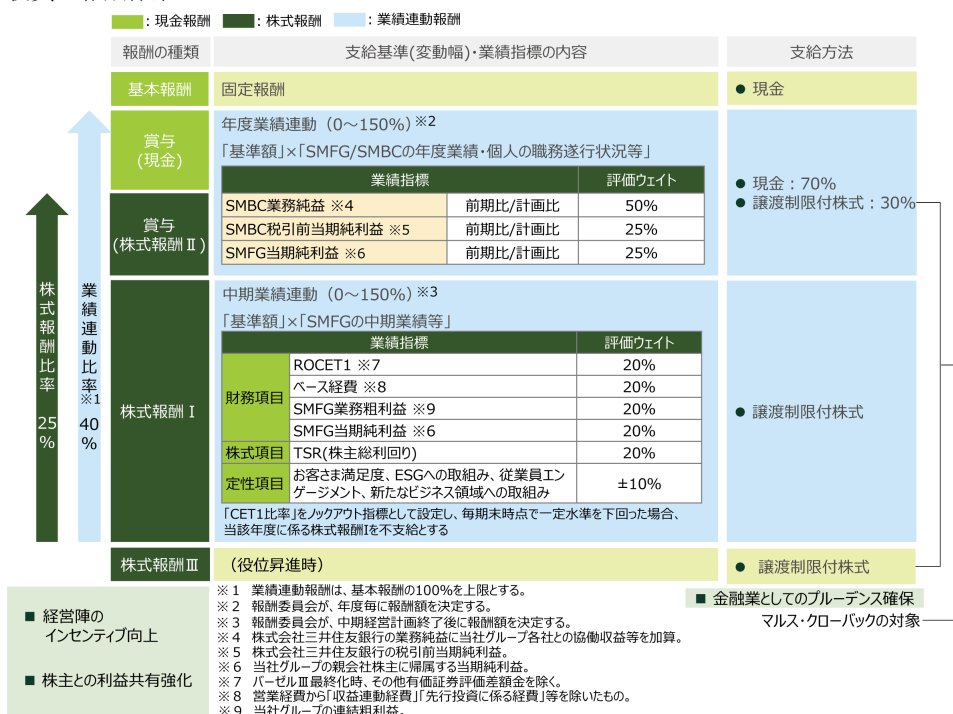 : 現金報酬 : 株式報酬 : 業績連動報酬
報酬の種類 支給基準(変動幅)・業績指標の内容 支給方法
基本報酬 固定報酬 ● 現金
賞与
(現金)
年度業績連動（0～150%）※2
「基準額」×「SMFG/SMBCの年度業績・個人の職務遂行状況等」
業績指標 評価ウェイト
SMBC業務純益 ※4 前期比/計画比 50%
SMBC税引前当期純利益 ※5 前期比/計画比 25%
SMFG当期純利益 ※6 前期比/計画比 25%
● 現金：70%
● 譲渡制限付株式：30%
賞与
(株式報酬Ⅱ)
株式報酬比率 25%
業績連動比率※1 40%
株式報酬Ⅰ
中期業績連動（0～150%）※3
「基準額」×「SMFGの中期業績等」
業績指標 評価ウェイト
財務項目
ROCET1 ※7 20%
ベース経費 ※8 20%
SMFG業務粗利益 ※9 20%
SMFG当期純利益 ※6 20%
株式項目 TSR(株主総利回り) 20%
定性項目
お客さま満足度、ESGへの取組み、従業員エン
ゲージメント、新たなビジネス領域への取組み
±10%
「CET1比率」をノックアウト指標として設定し、毎期末時点で一定水準を下回った場合、
当該年度に係る株式報酬Ⅰを不支給とする
● 譲渡制限付株式
株式報酬Ⅲ （役位昇進時） ● 譲渡制限付株式
■ 経営陣の
インセンティブ向上
■ 株主との利益共有強化
※１ 業績連動報酬は、基本報酬の100%を上限とする。
※２ 報酬委員会が、年度毎に報酬額を決定する。
※３ 報酬委員会が、中期経営計画終了後に報酬額を決定する。
※４ 株式会社三井住友銀行の業務純益に当社グループ各社との協働収益等を加算。
※５ 株式会社三井住友銀行の税引前当期純利益。
※６ 当社グループの親会社株主に帰属する当期純利益。
※７ バーゼルⅢ最終化時、その他有価証券評価差額金を除く。
※８ 営業経費から「収益連動経費」「先行投資に係る経費」等を除いたもの。
※９ 当社グループの連結粗利益。
■ 金融業としてのプルーデンス確保
マルス・クローバックの対象